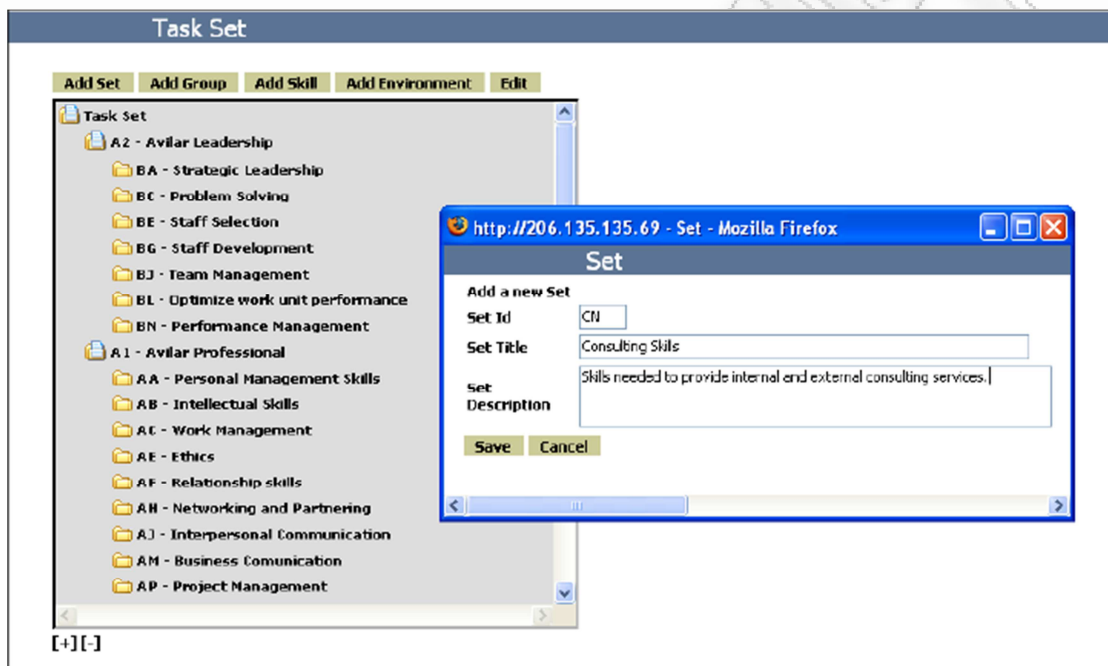 Task Set
Add Set Add Group Add Skill Add Environment Edit
Task Set
A2 - Avilar Leadership
BA - Strategic Leadership
BC - Problem Solving
BE - Staff Selection
BG - Staff Development
BJ - Team Management
BL - Optimize work unit performance
BN - Performance Management
A1 - Avilar Professional
AA - Personal Management Skills
AB - Intellectual Skills
AC - Work Management
AE - Ethics
AF - Relationship skills
AH - Networking and Partnering
AJ - Interpersonal Communication
AM - Business Comunication
AP - Project Management
[+][-]
http://206.135.135.69 - Set - Mozilla Firefox
Set
Add a new Set
Set Id CN
Set Title Consulting Skills
Set Description Skills needed to provide internal and external consulting services.
Save Cancel